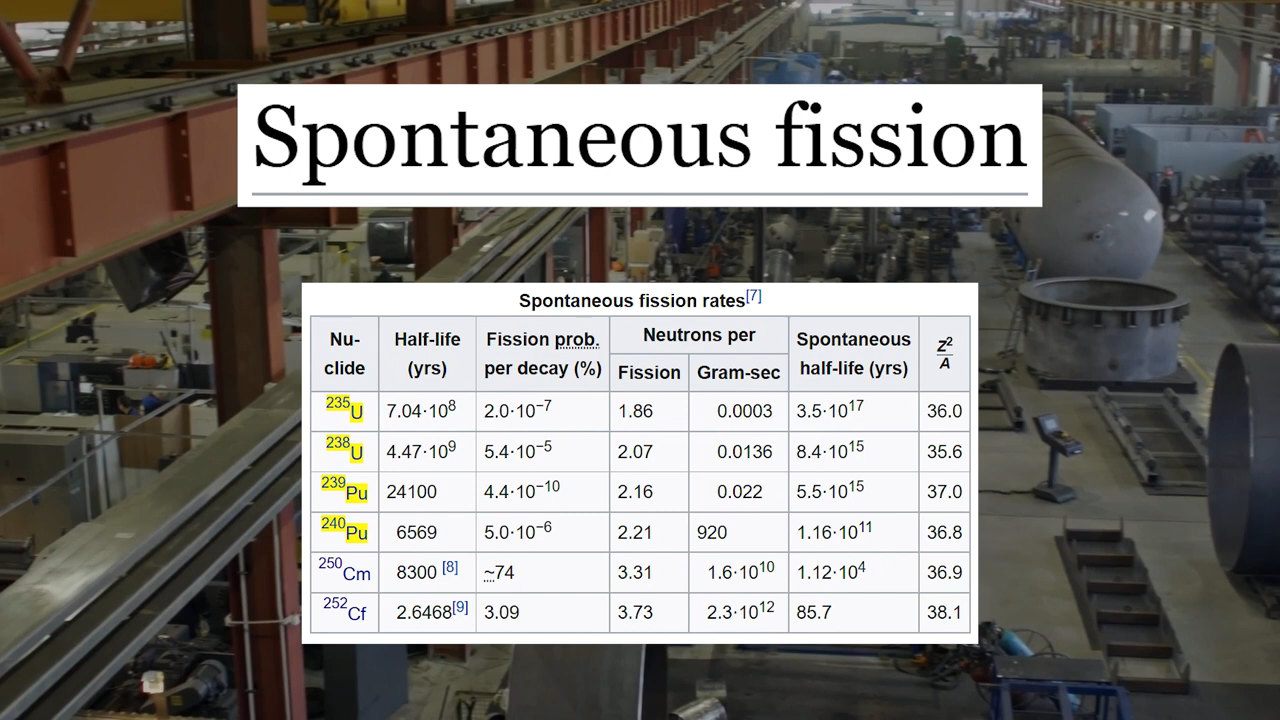 Spontaneous fission
Spontaneous fission rates[7]
Nu-
clide
Half-life
(yrs)
Fission prob.
per decay (%)
Neutrons per
Fission
Gram-sec
Spontaneous
half-life (yrs)
Z²
A
²³⁵U 7.04·10⁸ 2.0·10⁻⁷ 1.86 0.0003 3.5·10¹⁷ 36.0
²³⁸U 4.47·10⁹ 5.4·10⁻⁵ 2.07 0.0136 8.4·10¹⁵ 35.6
²³⁹Pu 24100 4.4·10⁻¹⁰ 2.16 0.022 5.5·10¹⁵ 37.0
²⁴⁰Pu 6569 5.0·10⁻⁶ 2.21 920 1.16·10¹¹ 36.8
²⁵⁰Cm 8300 [8] ~74 3.31 1.6·10¹⁰ 1.12·10⁴ 36.9
²⁵²Cf 2.6468[9] 3.09 3.73 2.3·10¹² 85.7 38.1